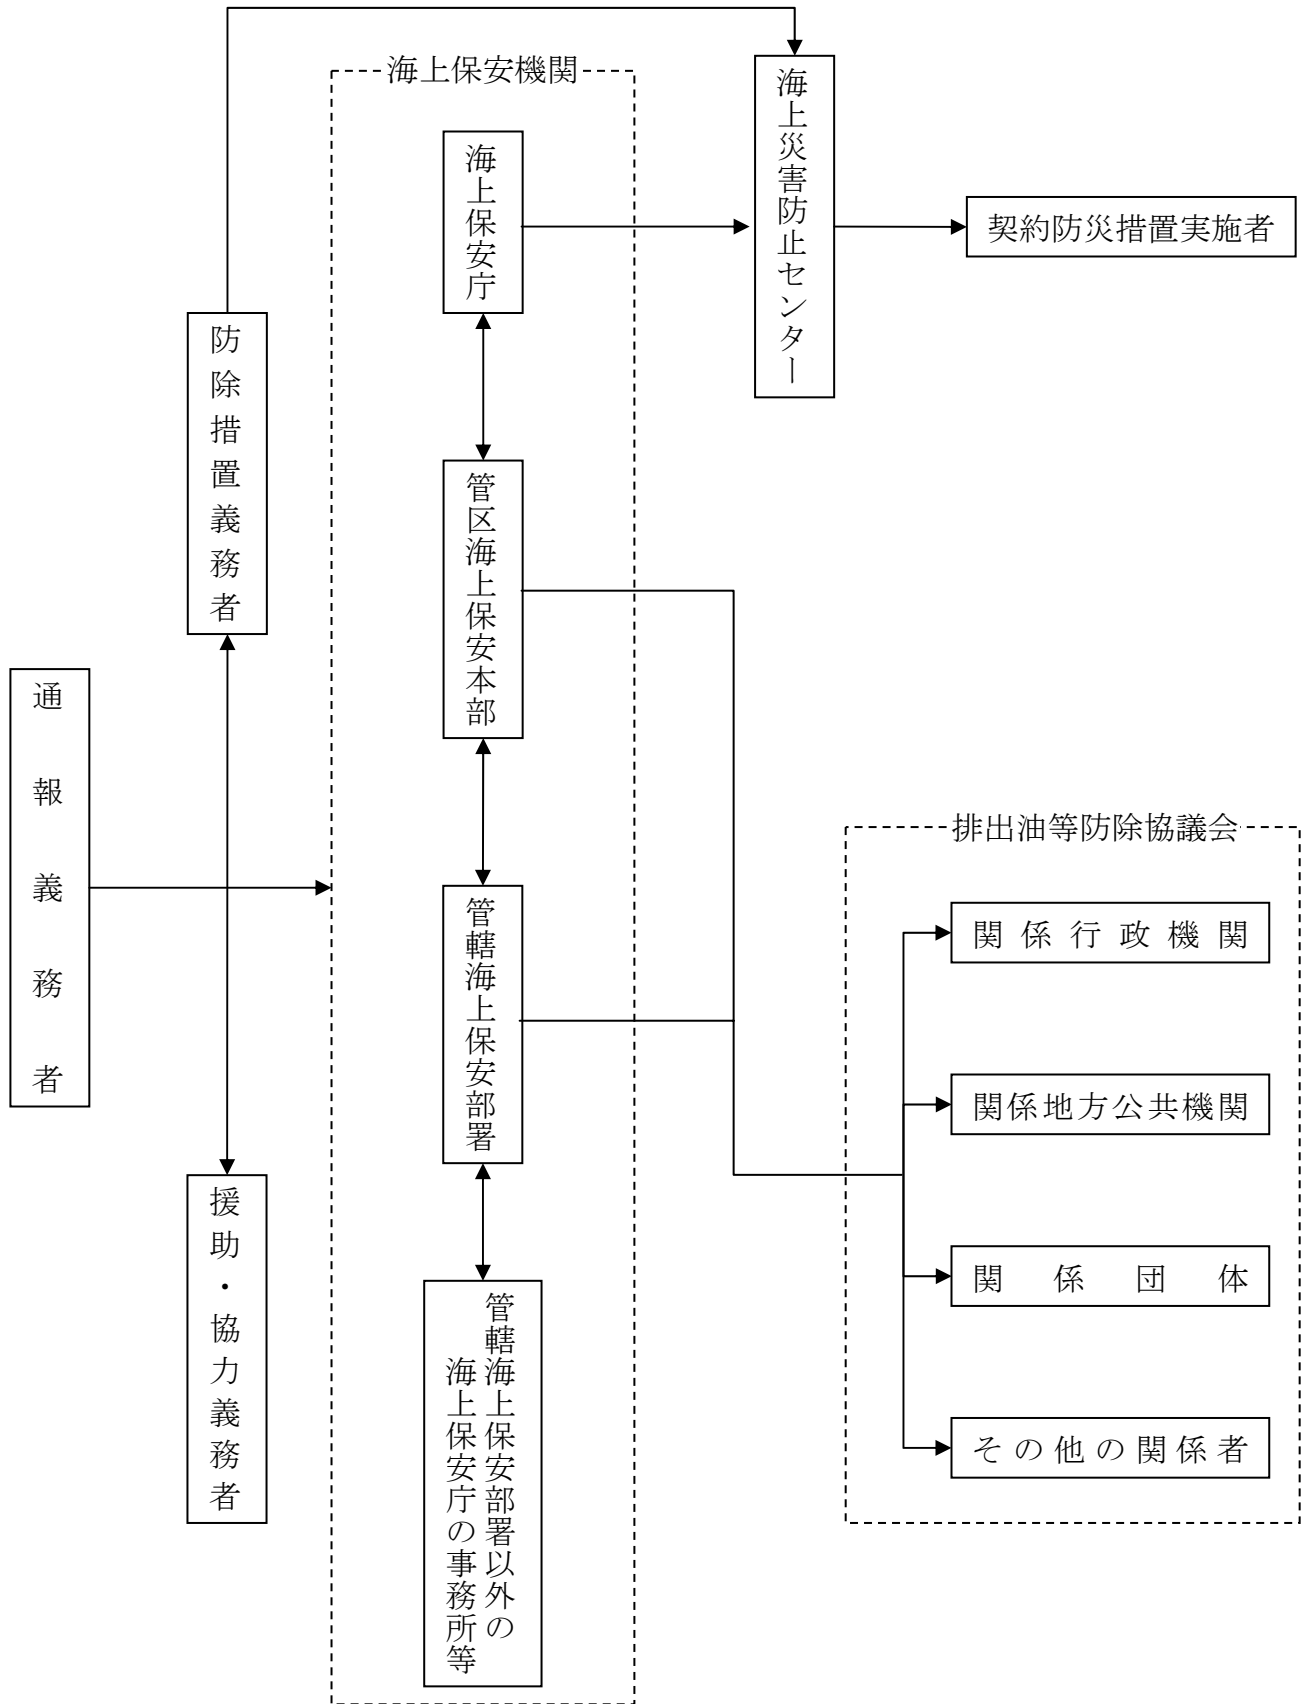 海上保安機関
海上災害防止センター
海上保安庁
契約防災措置実施者
防除措置義務者
管区海上保安本部
通報義務者
排出油等防除協議会
管轄海上保安部署
関係行政機関
関係地方公共機関
援助・協力義務者
関係団体
管轄海上保安部署以外の
海上保安庁の事務所等
その他の関係者